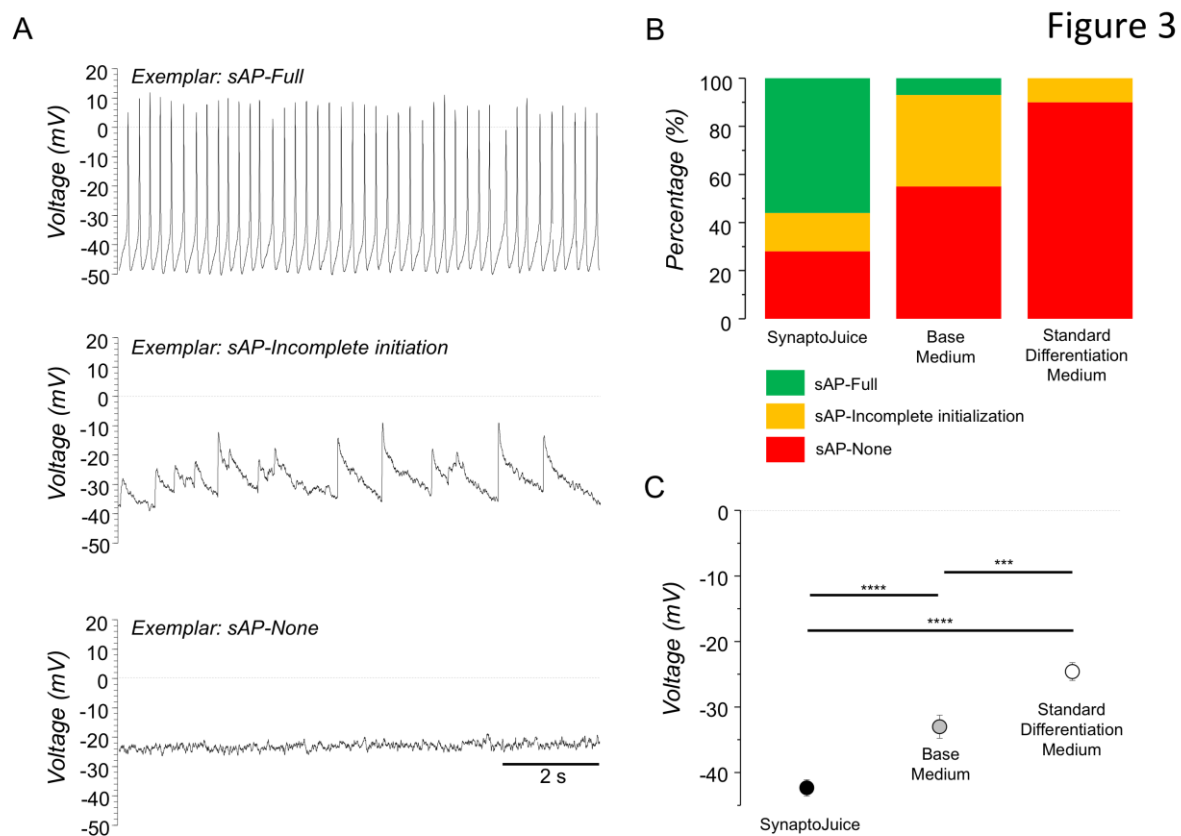 Figure 3
A
Exemplar: sAP-Full
Voltage (mV)
20
10
0
-10
-20
-30
-40
-50
Exemplar: sAP-Incomplete initiation
Voltage (mV)
20
10
0
-10
-20
-30
-40
-50
Exemplar: sAP-None
Voltage (mV)
20
10
0
-10
-20
-30
-40
-50
2 s
B
Percentage (%)
100
80
60
40
20
0
SynaptoJuice
Base
Medium
Standard
Differentiation
Medium
sAP-Full
sAP-Incomplete initialization
sAP-None
C
Voltage (mV)
0
-10
-20
-30
-40
***
****
****
Standard
Differentiation
Medium
Base
Medium
SynaptoJuice